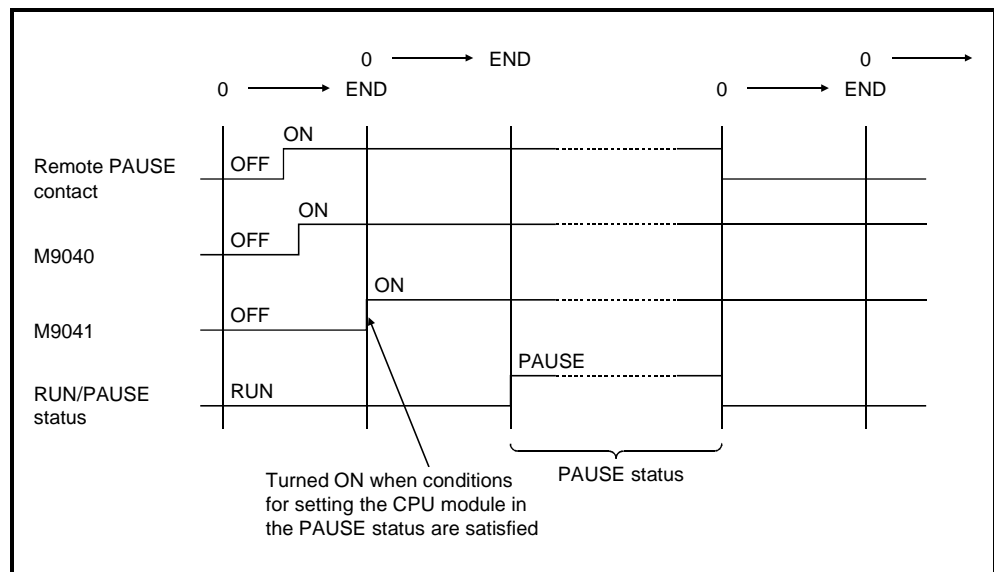 0 END 0
0 END 0 END
ON
Remote PAUSE OFF
contact
ON
OFF
M9040
ON
OFF
M9041
PAUSE
RUN/PAUSE RUN
status
PAUSE status
Turned ON when conditions
for setting the CPU module in
the PAUSE status are satisfied